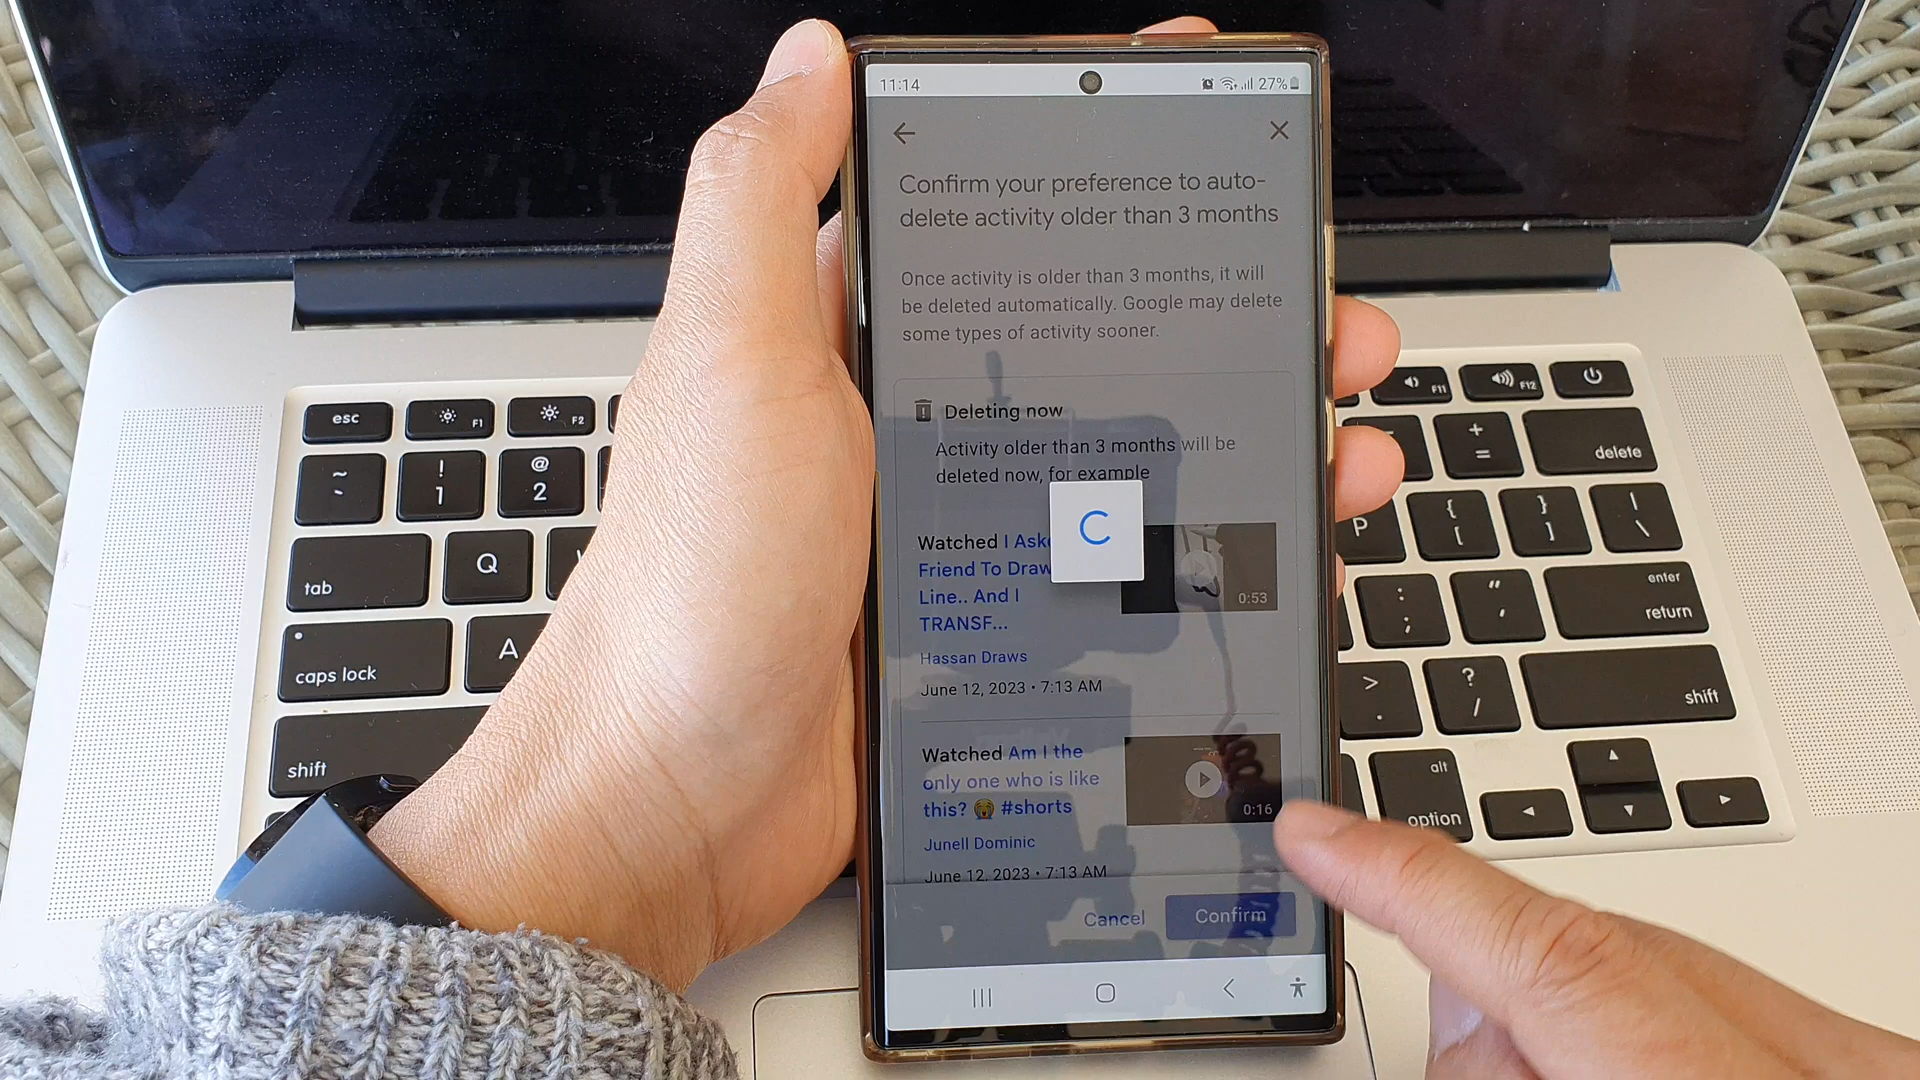 11:14
27%
Confirm your preference to auto-
delete activity older than 3 months
Once activity is older than 3 months, it will
be deleted automatically. Google may delete
some types of activity sooner.
Deleting now
Activity older than 3 months will be
deleted now, for example
Watched I Ask
Friend To Draw
Line.. And I
TRANSF...
0:53
Hassan Draws
June 12, 2023 • 7:13 AM
Watched Am I the
only one who is like
this? 😭 #shorts
0:16
Junell Dominic
June 12, 2023 • 7:13 AM
Cancel
Confirm
esc
F1
F2
F11
F12
~
`
!
1
@
2
+
=
delete
tab
Q
P
{
[
}
]
|
\
caps lock
A
:
;
"
'
enter
return
shift
>
.
?
/
shift
alt
option